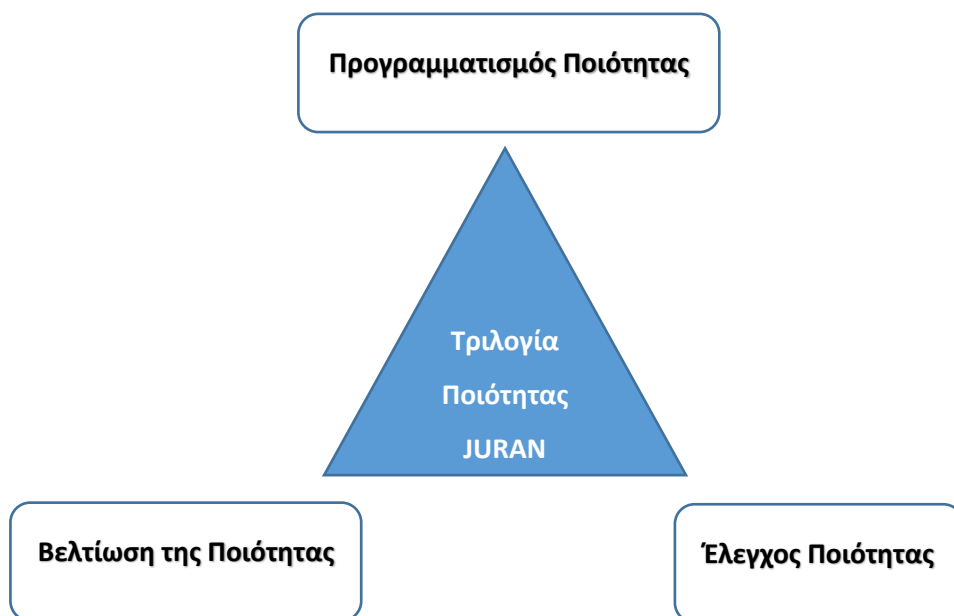 Προγραμματισμός Ποιότητας
Τριλογία
Ποιότητας
JURAN
Βελτίωση της Ποιότητας
Έλεγχος Ποιότητας